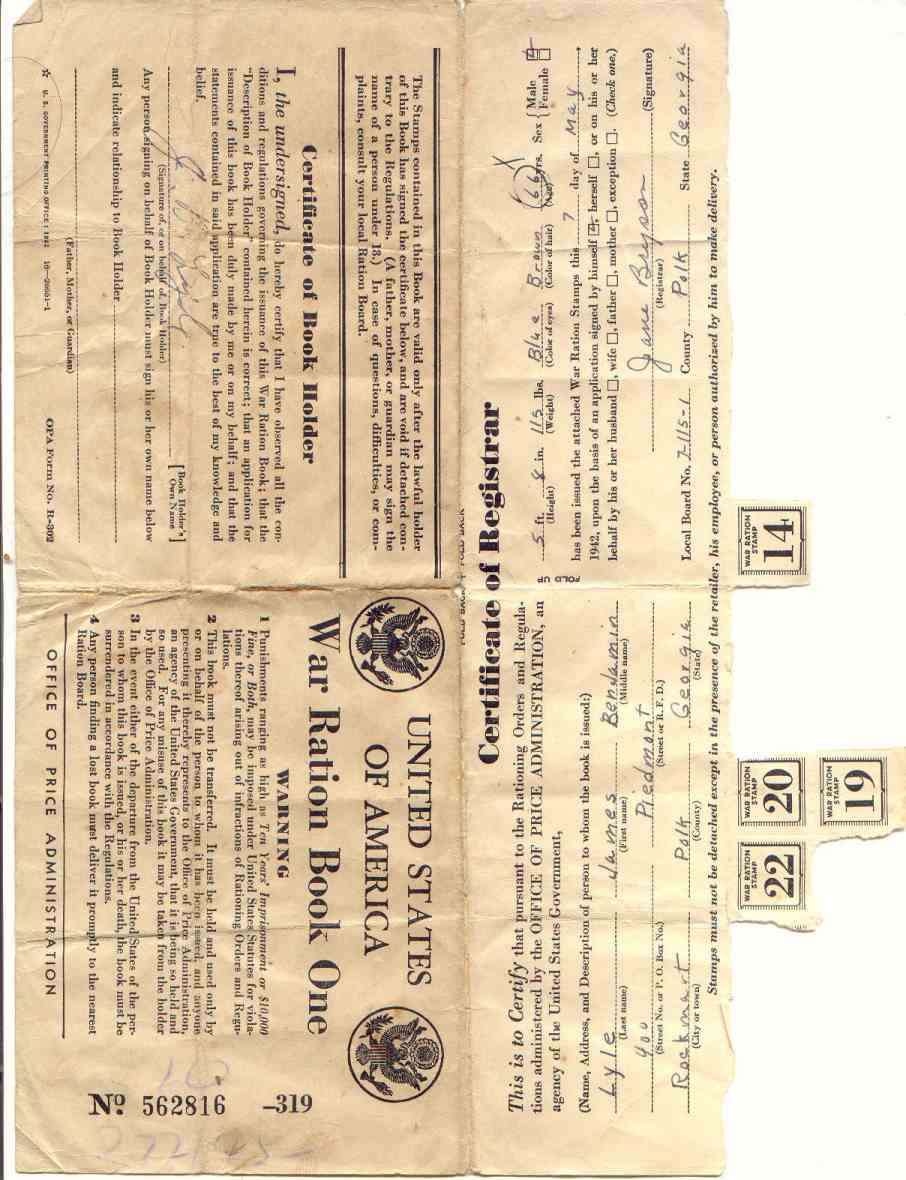 UNITED STATES
OF AMERICA
War Ration Book One
WARNING
1 Punishments ranging as high as Ten Years' Imprisonment or $10,000
Fine, or Both, may be imposed under United States Statutes for viola-
tions thereof arising out of infractions of Rationing Orders and Regu-
lations.
2 This book must not be transferred. It must be held and used only by
or on behalf of the person to whom it has been issued, and anyone
presenting it thereby represents to the Office of Price Administration,
an agency of the United States Government, that it is being so held and
so used. For any misuse of this book it may be taken from the holder
by the Office of Price Administration.
3 In the event either of the departure from the United States of the per-
son to whom this book is issued, or his or her death, the book must be
surrendered in accordance with the Regulations.
4 Any person finding a lost book must deliver it promptly to the nearest
Ration Board.
OFFICE OF PRICE ADMINISTRATION
Nº 562816 -319
The Stamps contained in this Book are valid only after the lawful holder
of this Book has signed the certificate below, and are void if detached con-
trary to the Regulations. (A father, mother, or guardian may sign the
name of a person under 13.) In case of questions, difficulties, or com-
plaints, consult your local Ration Board.
Certificate of Book Holder
I, the undersigned, do hereby certify that I have observed all the con-
ditions and regulations governing the issuance of this War Ration Book; that the
"Description of Book Holder" contained herein is correct; that an application for
issuance of this book has been duly made by me or on my behalf; and that the
statements contained in said application are true to the best of my knowledge and
belief.
[Book Holder's
Own Name]
(Signature of, or on behalf of, Book Holder)
Any person signing on behalf of Book Holder must sign his or her own name below
and indicate relationship to Book Holder
(Father, Mother, or Guardian)
☆ U. S. GOVERNMENT PRINTING OFFICE : 1942 16-26651-1
OPA Form No. R-302
Certificate of Registrar
This is to Certify that pursuant to the Rationing Orders and Regula-
tions administered by the OFFICE OF PRICE ADMINISTRATION, an
agency of the United States Government,
(Name, Address, and Description of person to whom the book is issued:)
Lyle James Benjamin
(Last name) (First name) (Middle name)
400 Piedmont
(Street No. or P. O. Box No.) (Street or R. F. D.)
Rockmart Polk Georgia
(City or town) (County) (State)
5 ft. 8 in. 115 lbs. Blue Brown 66 yrs. Sex { Male
Female
(Height) (Weight) (Color of eyes) (Color of hair) (Age)
has been issued the attached War Ration Stamps this 7 day of May
1942, upon the basis of an application signed by himself, herself, or on his or her
behalf by his or her husband, wife, father, mother, exception. (Check one.)
Jane Bryson (Signature)
(Registrar)
Local Board No. 7-115-1 County Polk State Georgia
Stamps must not be detached except in the presence of the retailer, his employee, or person authorized by him to make delivery.
WAR RATION
STAMP
14
WAR RATION
STAMP
20
WAR RATION
STAMP
19
WAR RATION
STAMP
22